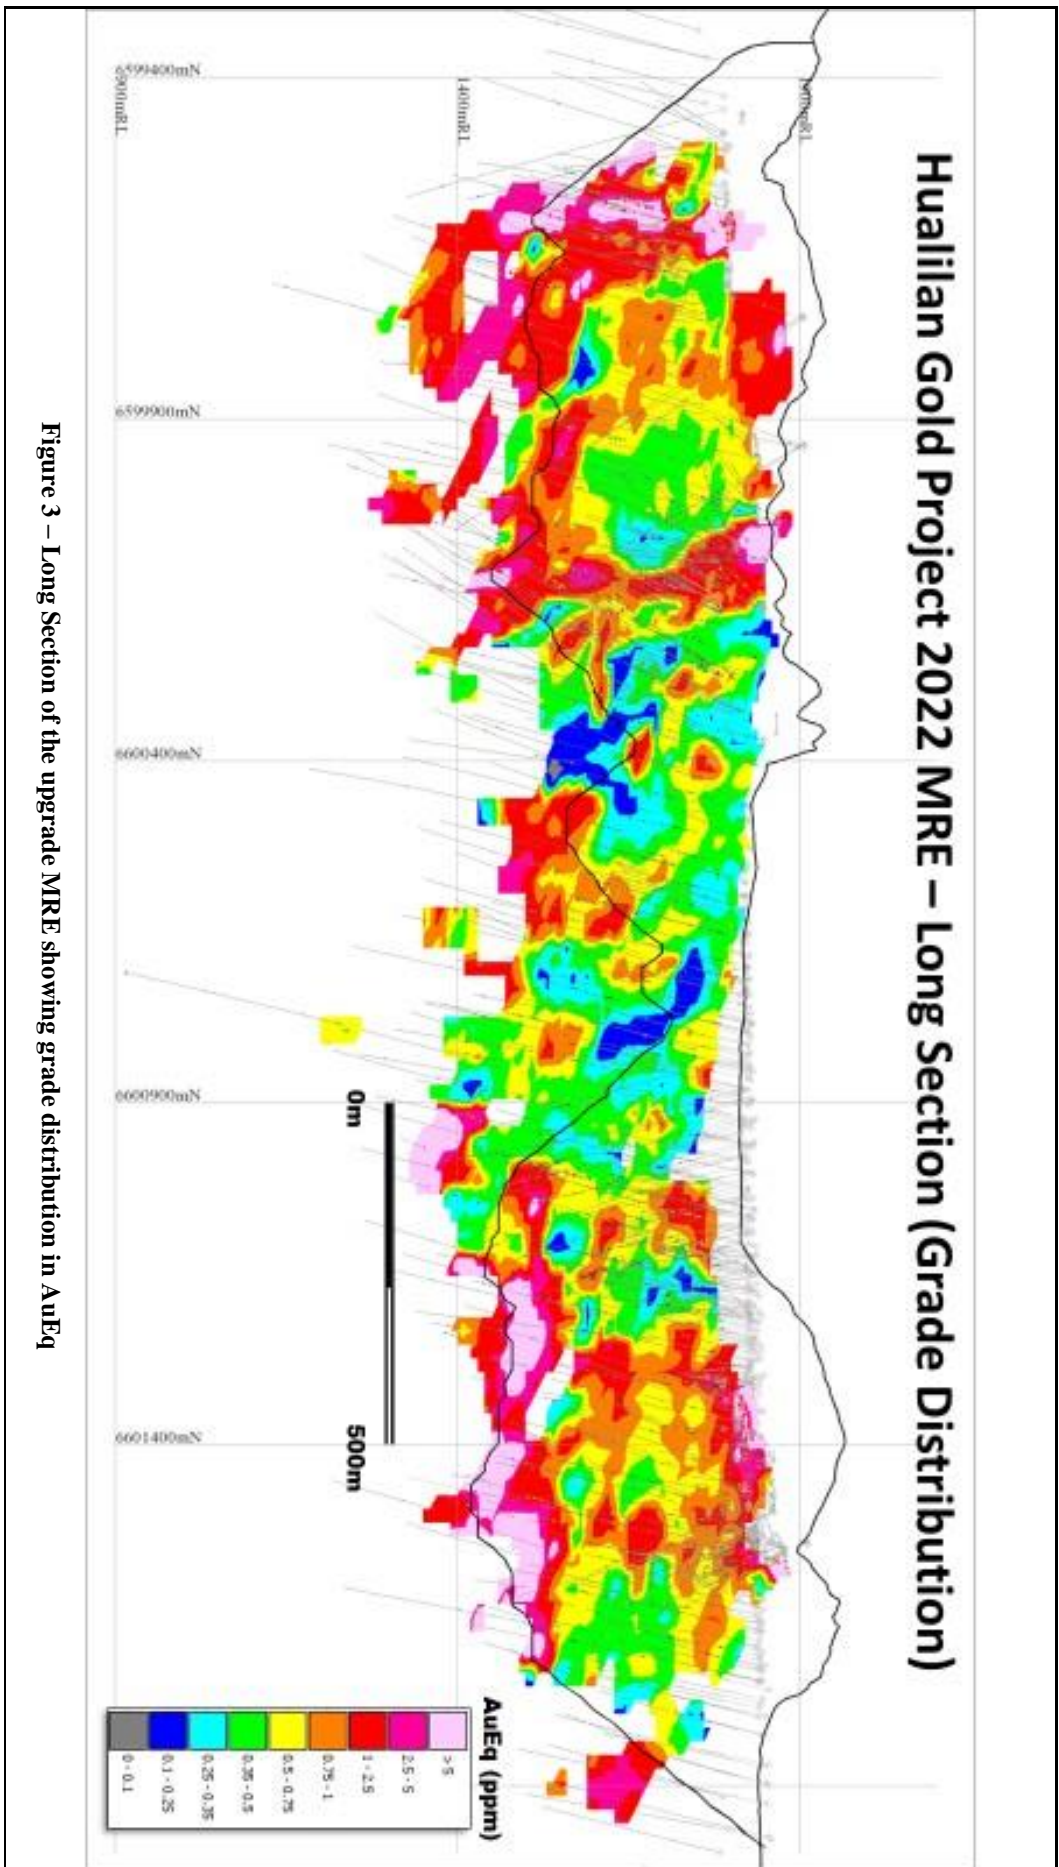 Hualilan Gold Project 2022 MRE – Long Section (Grade Distribution)
1400mRL
900mRL
6599400mN
6599900mN
6600400mN
6600900mN
6601400mN
0m
500m
AuEq (ppm)
> 5
2.5 - 5
1 - 2.5
0.75 - 1
0.5 - 0.75
0.35 - 0.5
0.25 - 0.35
0.1 - 0.25
0 - 0.1
Figure 3 – Long Section of the upgrade MRE showing grade distribution in AuEq